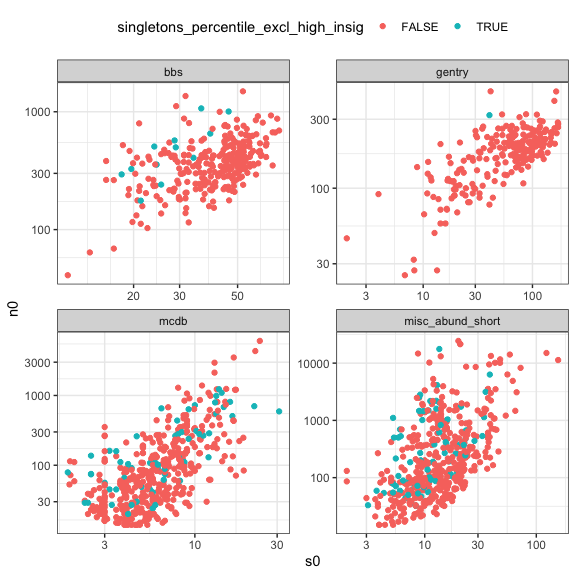 singletons_percentile_excl_high_insig FALSE TRUE
bbs gentry
1000
300
100
20 30 50
300
100
30
3 10 30 100
mcdb misc_abund_short
3000
1000
300
100
30
3 10 30
10000
1000
100
3 10 30 100
n0
s0